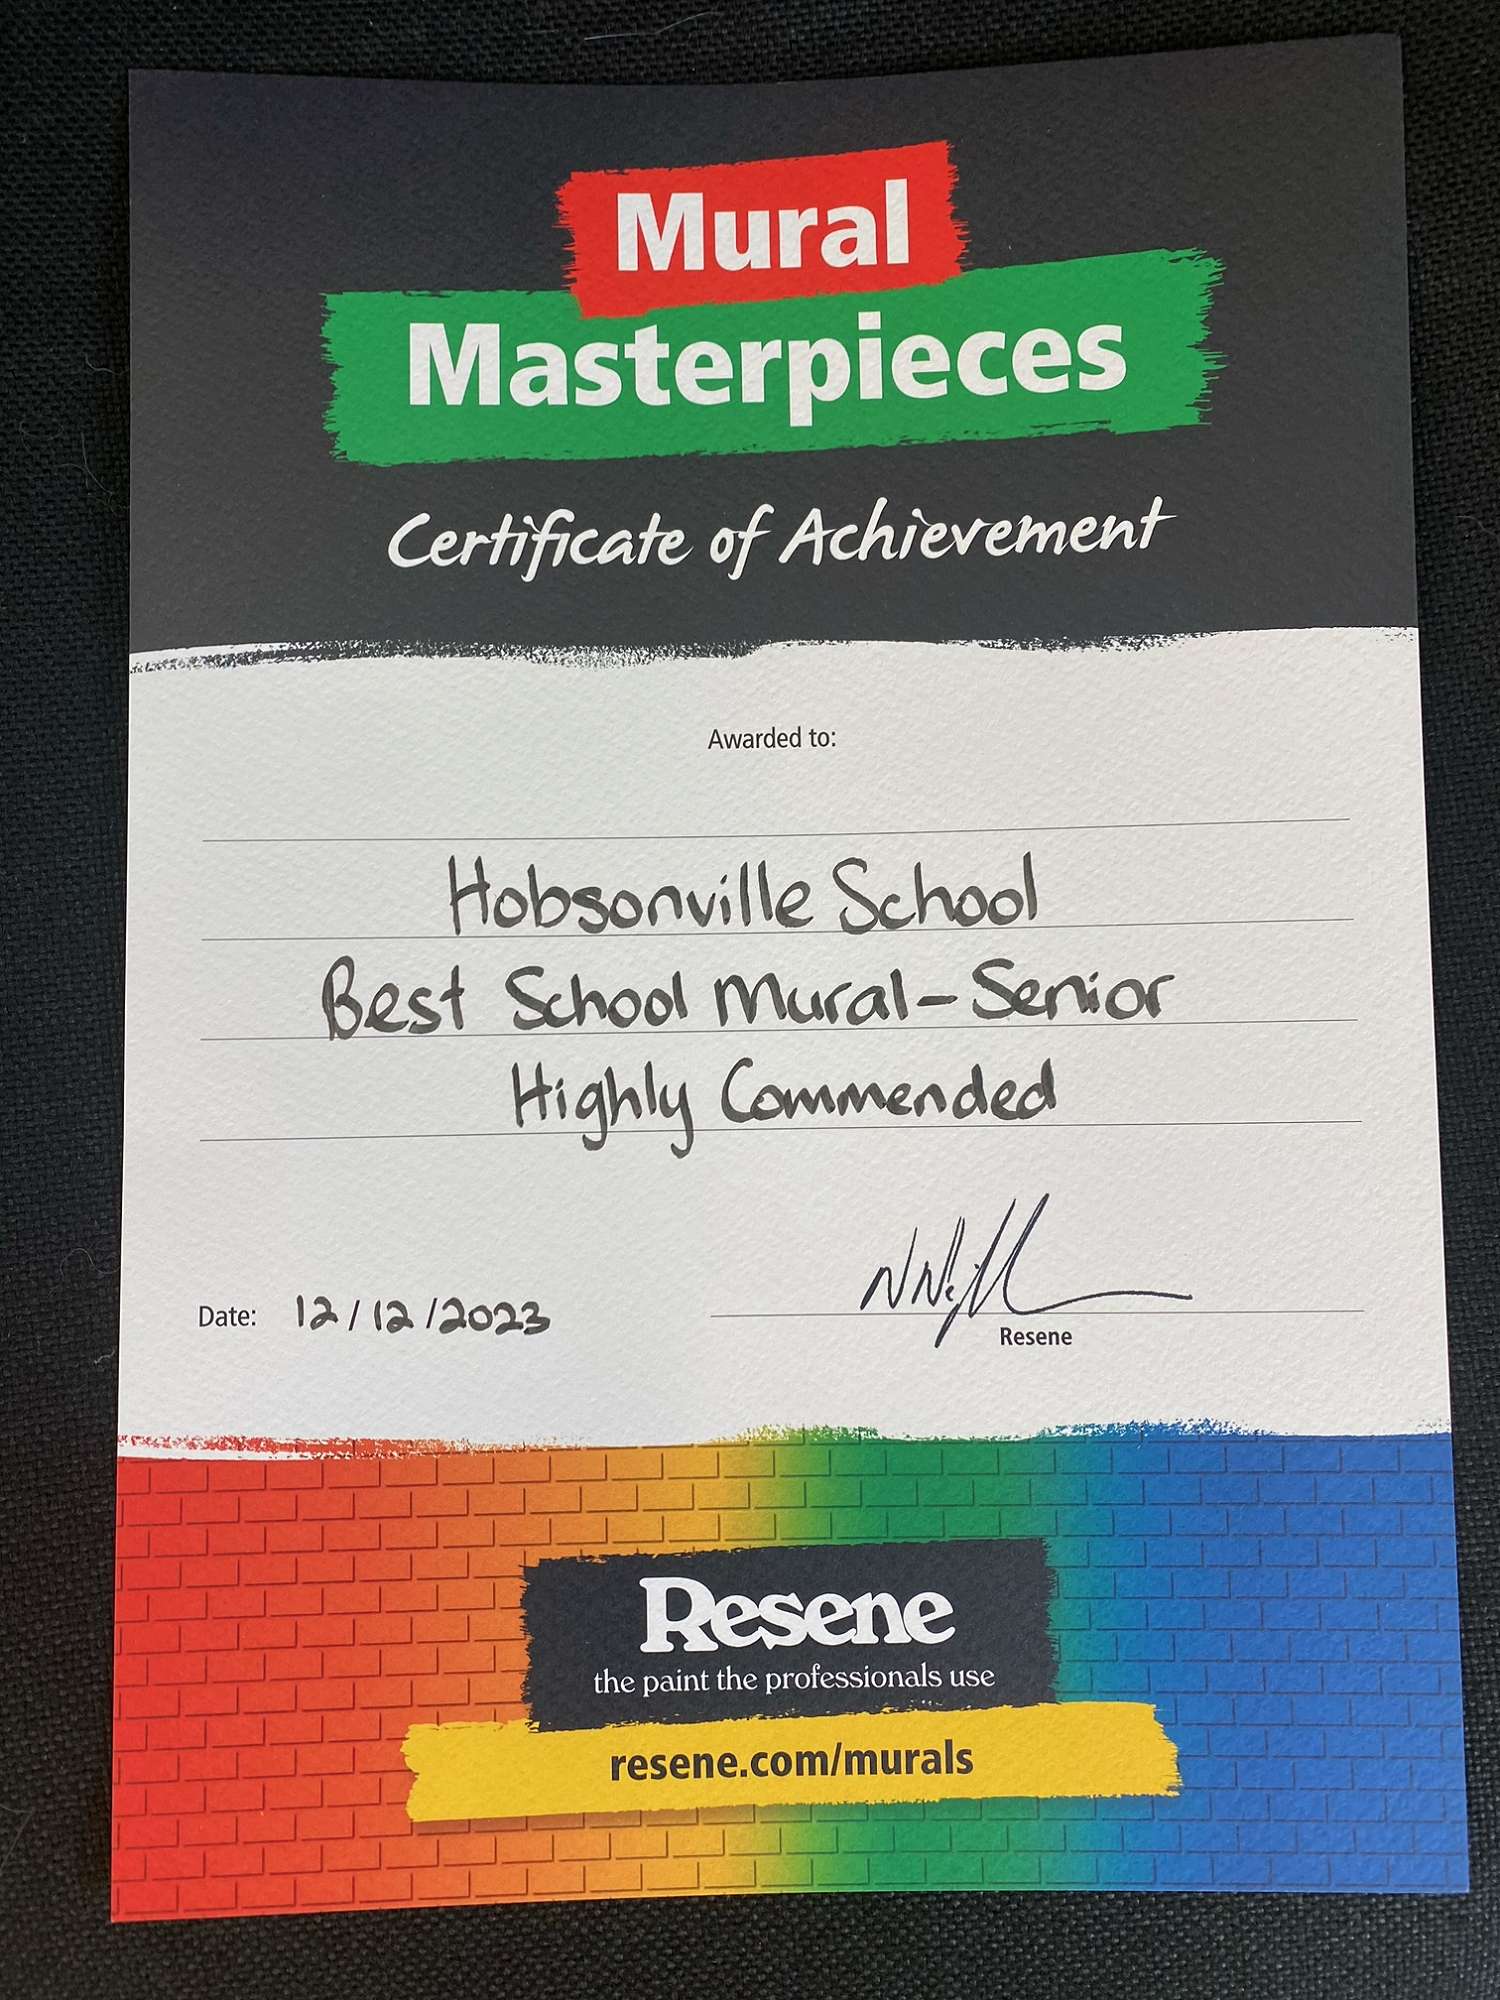 Mural
Masterpieces
Certificate of Achievement
Awarded to:
Hobsonville School
Best School Mural - Senior
Highly Commended
Date: 12/12/2023
Resene
Resene
the paint the professionals use
resene.com/murals